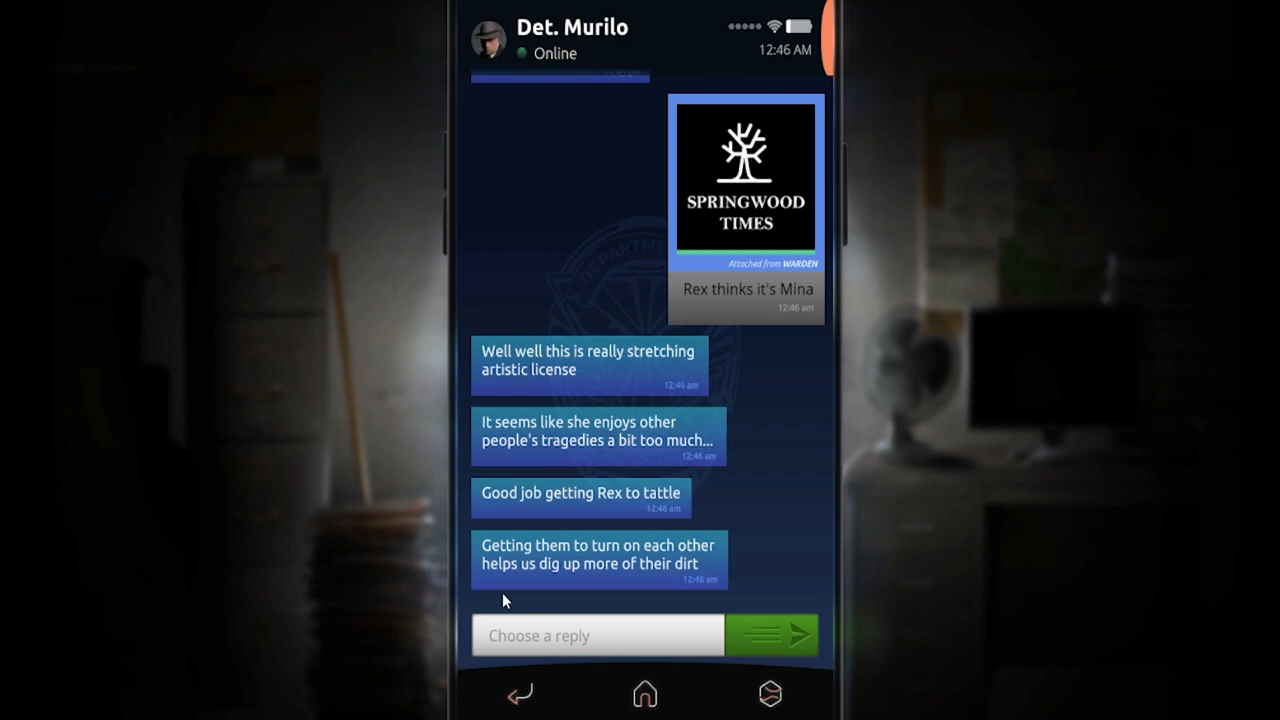 Det. Murilo
Online
12:46 AM
SPRINGWOOD
TIMES
Attached from WARDEN
Rex thinks it's Mina
12:46 am
Well well this is really stretching
artistic license
12:46 am
It seems like she enjoys other
people's tragedies a bit too much...
12:46 am
Good job getting Rex to tattle
12:46 am
Getting them to turn on each other
helps us dig up more of their dirt
12:46 am
Choose a reply